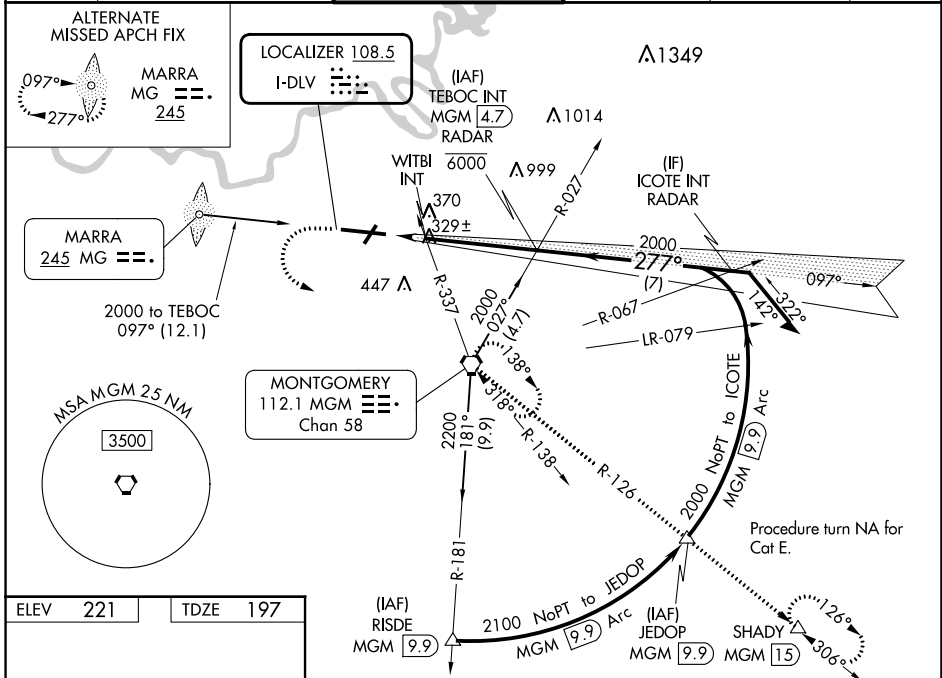 ALTERNATE
MISSED APCH FIX
097°
277°
MARRA
MG
245
LOCALIZER 108.5
I-DLV
(IAF)
TEBOC INT
MGM 4.7
RADAR
6000
1349
1014
999
WITBI
INT
370
329±
447
R-027
(IF)
ICOTE INT
RADAR
MARRA
245 MG
2000 to TEBOC
097° (12.1)
2000
277°
(7)
097°
R-067
LR-079
142°
322°
R-337
2000
027°
(4.7)
138°
318°
R-138
R-126
MONTGOMERY
112.1 MGM
Chan 58
MSA MGM 25 NM
3500
2200
181°
(9.9)
R-181
2000 NoPT to ICOTE
MGM 9.9 Arc
2100 NoPT to JEDOP
MGM 9.9 Arc
Procedure turn NA for
Cat E.
(IAF)
RISDE
MGM 9.9
(IAF)
JEDOP
MGM 9.9
SHADY
MGM 15
126°
306°
ELEV 221
TDZE 197